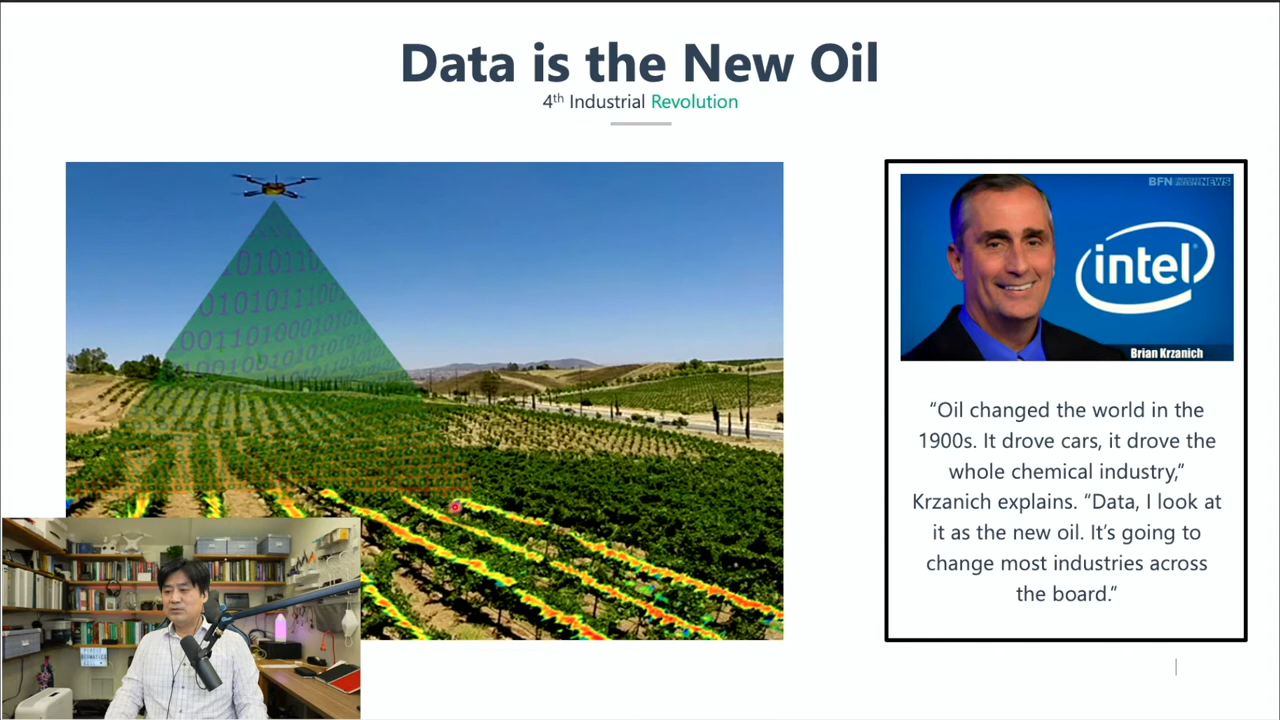 Data is the New Oil
4th Industrial Revolution
0101011100
001101000101010
BFN NEWS
intel
Brian Krzanich
“Oil changed the world in the
1900s. It drove cars, it drove the
whole chemical industry,”
Krzanich explains. “Data, I look at
it as the new oil. It’s going to
change most industries across
the board.”